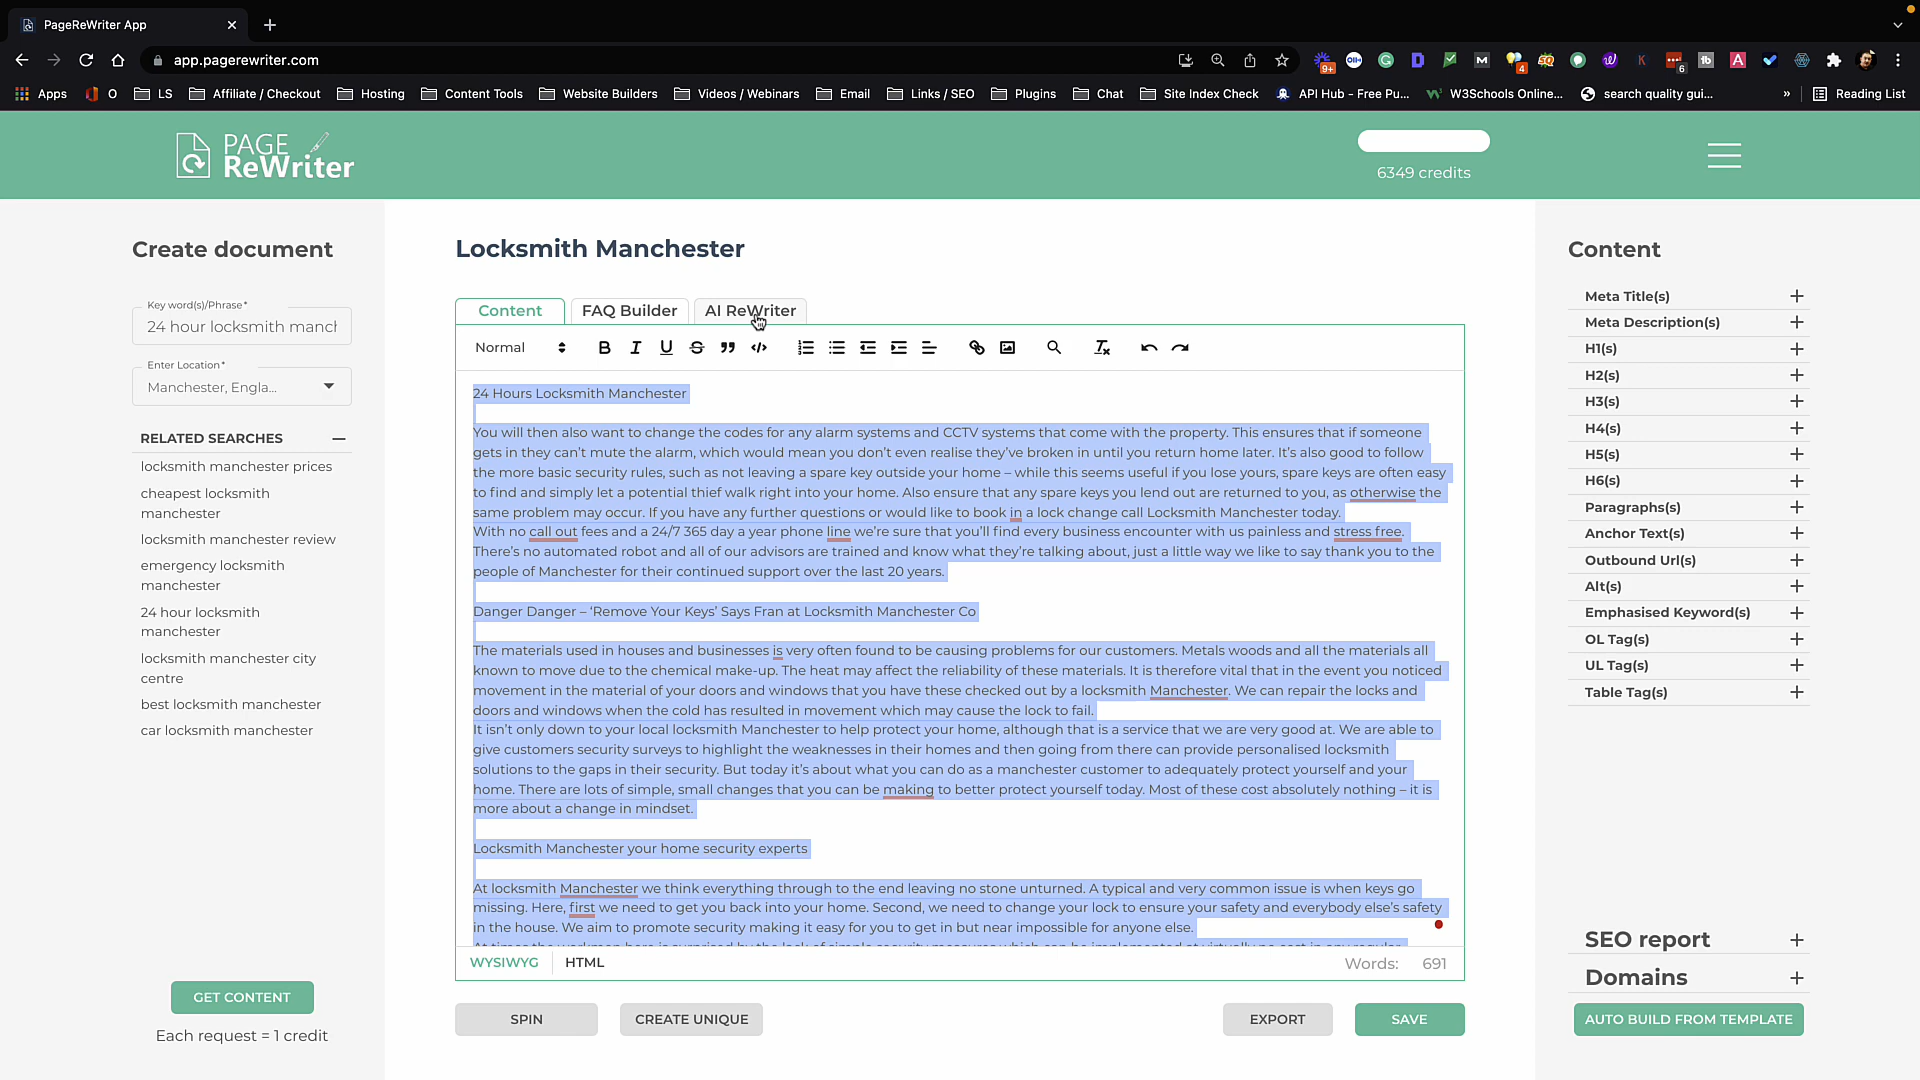 PageReWriter App
app.pagerewriter.com
9+
4
6
Apps
O
LS
Affiliate / Checkout
Hosting
Content Tools
Website Builders
Videos / Webinars
Email
Links / SEO
Plugins
Chat
Site Index Check
API Hub - Free Pu...
W3Schools Online...
search quality gui...
»
Reading List
PAGE
ReWriter
6349 credits
Create document
Key word(s)/Phrase*
24 hour locksmith manch
Enter Location*
Manchester, Engla...
RELATED SEARCHES
locksmith manchester prices
cheapest locksmith
manchester
locksmith manchester review
emergency locksmith
manchester
24 hour locksmith
manchester
locksmith manchester city
centre
best locksmith manchester
car locksmith manchester
GET CONTENT
Each request = 1 credit
Locksmith Manchester
Content
FAQ Builder
AI ReWriter
Normal
24 Hours Locksmith Manchester
You will then also want to change the codes for any alarm systems and CCTV systems that come with the property. This ensures that if someone
gets in they can’t mute the alarm, which would mean you don’t even realise they’ve broken in until you return home later. It’s also good to follow
the more basic security rules, such as not leaving a spare key outside your home – while this seems useful if you lose yours, spare keys are often easy
to find and simply let a potential thief walk right into your home. Also ensure that any spare keys you lend out are returned to you, as otherwise the
same problem may occur. If you have any further questions or would like to book in a lock change call Locksmith Manchester today.
With no call out fees and a 24/7 365 day a year phone line we’re sure that you’ll find every business encounter with us painless and stress free.
There’s no automated robot and all of our advisors are trained and know what they’re talking about, just a little way we like to say thank you to the
people of Manchester for their continued support over the last 20 years.
Danger Danger – ‘Remove Your Keys’ Says Fran at Locksmith Manchester Co
The materials used in houses and businesses is very often found to be causing problems for our customers. Metals woods and all the materials all
known to move due to the chemical make-up. The heat may affect the reliability of these materials. It is therefore vital that in the event you noticed
movement in the material of your doors and windows that you have these checked out by a locksmith Manchester. We can repair the locks and
doors and windows when the cold has resulted in movement which may cause the lock to fail.
It isn’t only down to your local locksmith Manchester to help protect your home, although that is a service that we are very good at. We are able to
give customers security surveys to highlight the weaknesses in their homes and then going from there can provide personalised locksmith
solutions to the gaps in their security. But today it’s about what you can do as a manchester customer to adequately protect yourself and your
home. There are lots of simple, small changes that you can be making to better protect yourself today. Most of these cost absolutely nothing – it is
more about a change in mindset.
Locksmith Manchester your home security experts
At locksmith Manchester we think everything through to the end leaving no stone unturned. A typical and very common issue is when keys go
missing. Here, first we need to get you back into your home. Second, we need to change your lock to ensure your safety and everybody else’s safety
in the house. We aim to promote security making it easy for you to get in but near impossible for anyone else.
At times the workman here is surprised by the lack of simple security measures which can be implemented at virtually no cost in any regular
WYSIWYG
HTML
Words: 691
SPIN
CREATE UNIQUE
EXPORT
SAVE
Content
Meta Title(s)
Meta Description(s)
H1(s)
H2(s)
H3(s)
H4(s)
H5(s)
H6(s)
Paragraphs(s)
Anchor Text(s)
Outbound Url(s)
Alt(s)
Emphasised Keyword(s)
OL Tag(s)
UL Tag(s)
Table Tag(s)
SEO report
Domains
AUTO BUILD FROM TEMPLATE